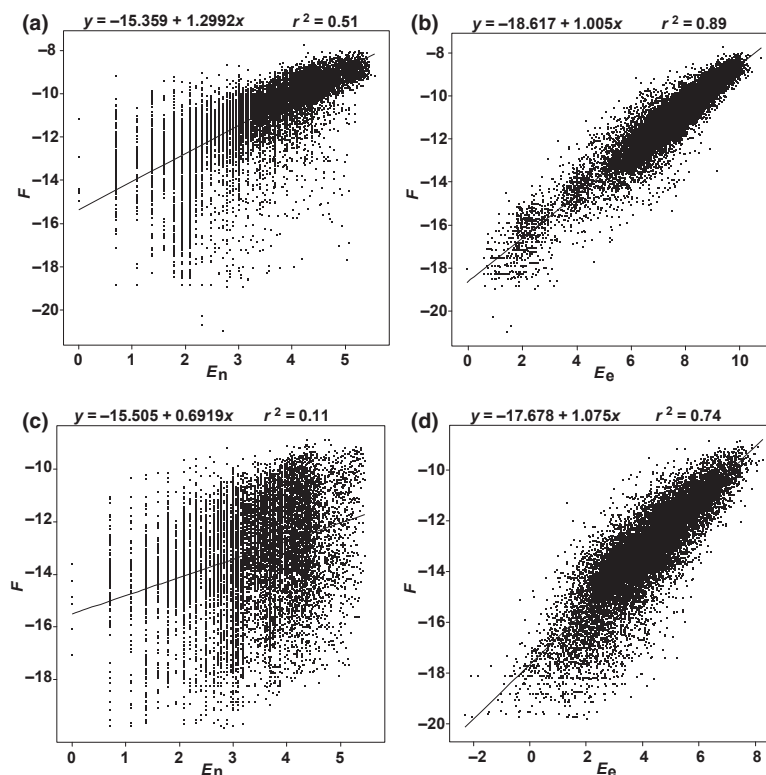 (a) y = –15.359 + 1.2992x r² = 0.51
–8
–10
–12
–14
–16
–18
–20
F
0 1 2 3 4 5
En
(b) y = –18.617 + 1.005x r² = 0.89
–8
–10
–12
–14
–16
–18
–20
F
0 2 4 6 8 10
Ee
(c) y = –15.505 + 0.6919x r² = 0.11
–10
–12
–14
–16
–18
F
0 1 2 3 4 5
En
(d) y = –17.678 + 1.075x r² = 0.74
–10
–12
–14
–16
–18
–20
F
–2 0 2 4 6 8
Ee